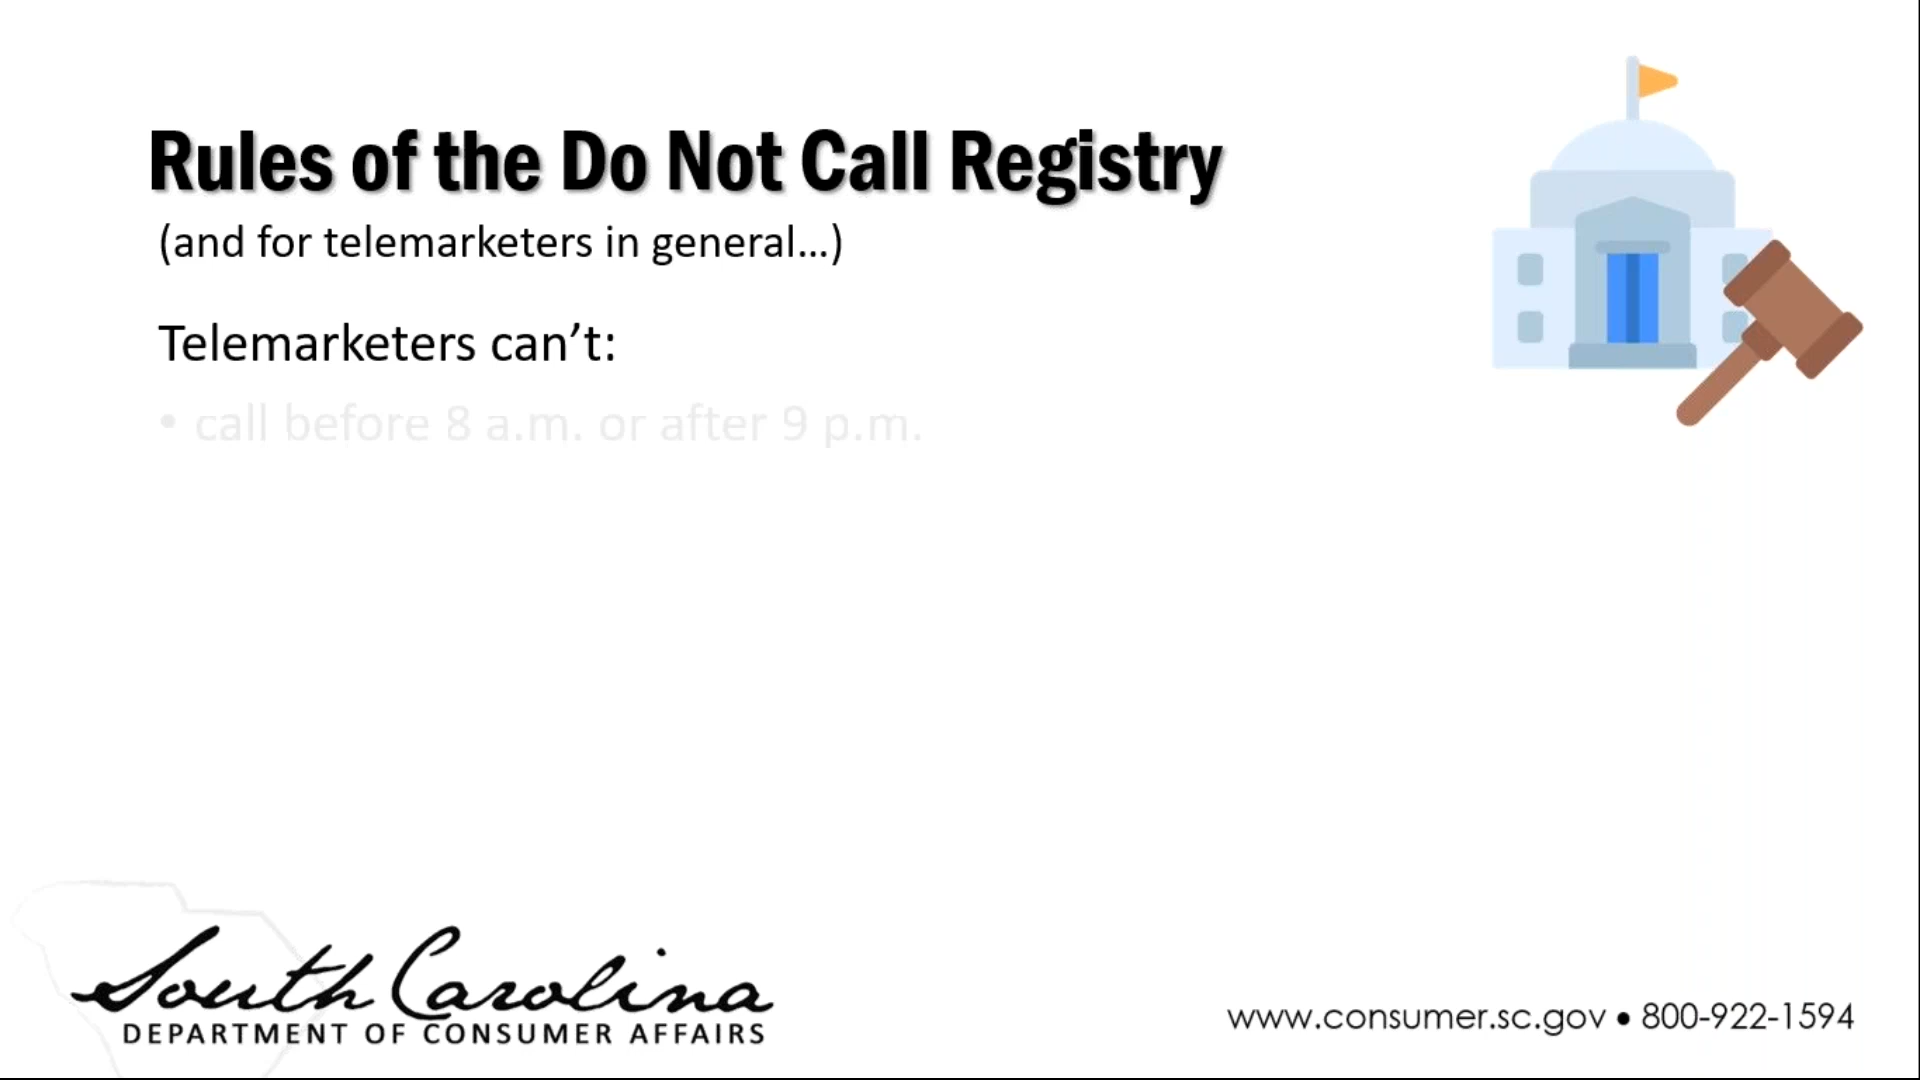 Rules of the Do Not Call Registry
(and for telemarketers in general...)
Telemarketers can’t:
• call before 8 a.m. or after 9 p.m.
South Carolina
DEPARTMENT OF CONSUMER AFFAIRS
www.consumer.sc.gov • 800-922-1594